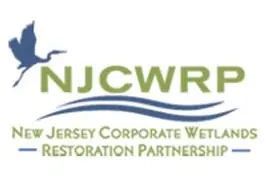 NJCWRP
NEW JERSEY CORPORATE WETLANDS
RESTORATION PARTNERSHIP